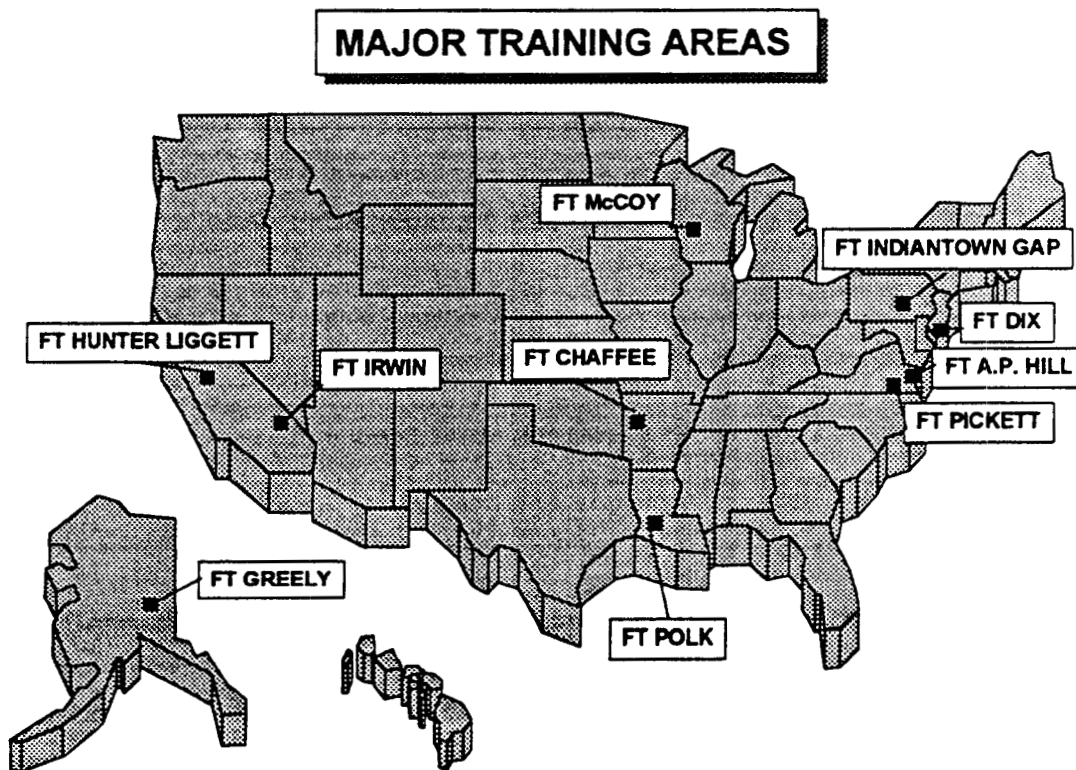 MAJOR TRAINING AREAS
FT McCOY
FT INDIANTOWN GAP
FT DIX
FT HUNTER LIGGETT
FT IRWIN
FT CHAFFEE
FT A.P. HILL
FT PICKETT
FT GREELY
FT POLK